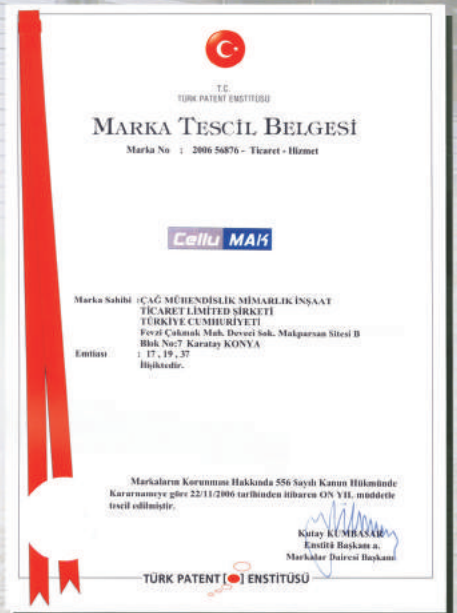 T.C.
TÜRK PATENT ENSTİTÜSÜ
MARKA TESCİL BELGESİ
Marka No : 2006 56876 - Ticaret - Hizmet
Cellu MAK
Marka Sahibi :ÇAĞ MÜHENDİSLİK MİMARLIK İNŞAAT
TİCARET LİMİTED ŞİRKETİ
TÜRKİYE CUMHURİYETİ
Fevzi Çakmak Mah. Deveci Sok. Makparsan Sitesi B
Blok No:7 Karatay KONYA
Emtiası : 17 , 19 , 37
İlişiktedir.
Markaların Korunması Hakkında 556 Sayılı Kanun Hükmünde
Kararnameye göre 22/11/2006 tarihinden itibaren ON YIL müddetle
tescil edilmiştir.
Kutay KUMBASAR
Enstitü Başkanı a.
Markalar Dairesi Başkanı
TÜRK PATENT ENSTİTÜSÜ